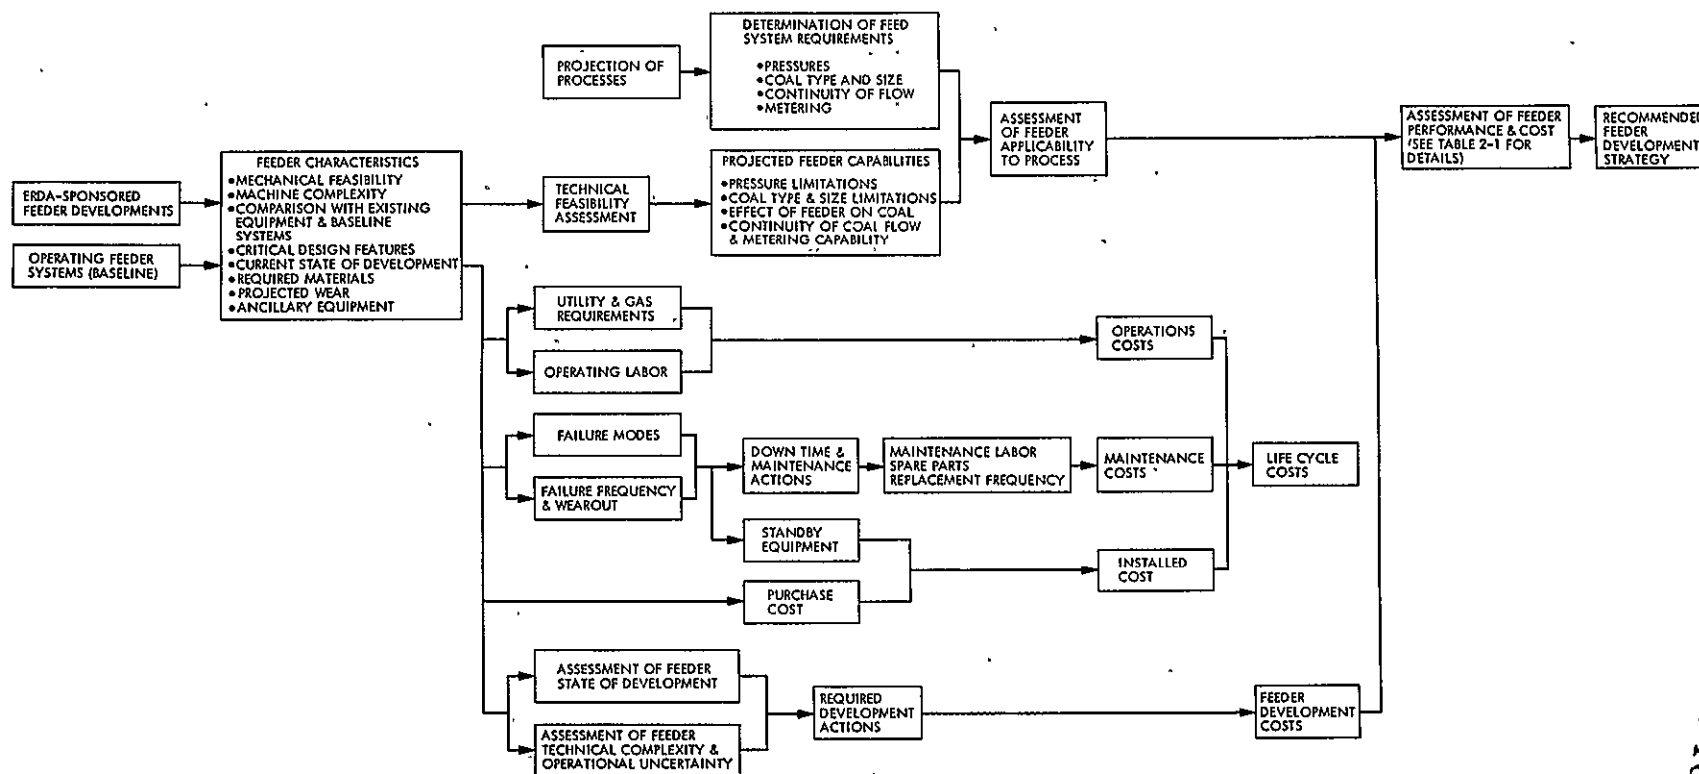 PROJECTION OF
PROCESSES
DETERMINATION OF FEED
SYSTEM REQUIREMENTS
•PRESSURES
•COAL TYPE AND SIZE
•CONTINUITY OF FLOW
•METERING
ERDA-SPONSORED
FEEDER DEVELOPMENTS
OPERATING FEEDER
SYSTEMS (BASELINE)
FEEDER CHARACTERISTICS
•MECHANICAL FEASIBILITY
•MACHINE COMPLEXITY
•COMPARISON WITH EXISTING
EQUIPMENT & BASELINE
SYSTEMS
•CRITICAL DESIGN FEATURES
•CURRENT STATE OF DEVELOPMENT
•REQUIRED MATERIALS
•PROJECTED WEAR
•ANCILLARY EQUIPMENT
TECHNICAL
FEASIBILITY
ASSESSMENT
PROJECTED FEEDER CAPABILITIES
•PRESSURE LIMITATIONS
•COAL TYPE & SIZE LIMITATIONS
•EFFECT OF FEEDER ON COAL
•CONTINUITY OF COAL FLOW
& METERING CAPABILITY
ASSESSMENT
OF FEEDER
APPLICABILITY
TO PROCESS
ASSESSMENT OF FEEDER
PERFORMANCE & COST
(SEE TABLE 2-1 FOR
DETAILS)
RECOMMENDED
FEEDER
DEVELOPMENT
STRATEGY
UTILITY & GAS
REQUIREMENTS
OPERATING LABOR
OPERATIONS
COSTS
FAILURE MODES
FAILURE FREQUENCY
& WEAROUT
DOWN TIME &
MAINTENANCE
ACTIONS
MAINTENANCE LABOR
SPARE PARTS
REPLACEMENT FREQUENCY
MAINTENANCE
COSTS
LIFE CYCLE
COSTS
STANDBY
EQUIPMENT
PURCHASE
COST
INSTALLED
COST
ASSESSMENT OF FEEDER
STATE OF DEVELOPMENT
ASSESSMENT OF FEEDER
TECHNICAL COMPLEXITY &
OPERATIONAL UNCERTAINTY
REQUIRED
DEVELOPMENT
ACTIONS
FEEDER
DEVELOPMENT
COSTS